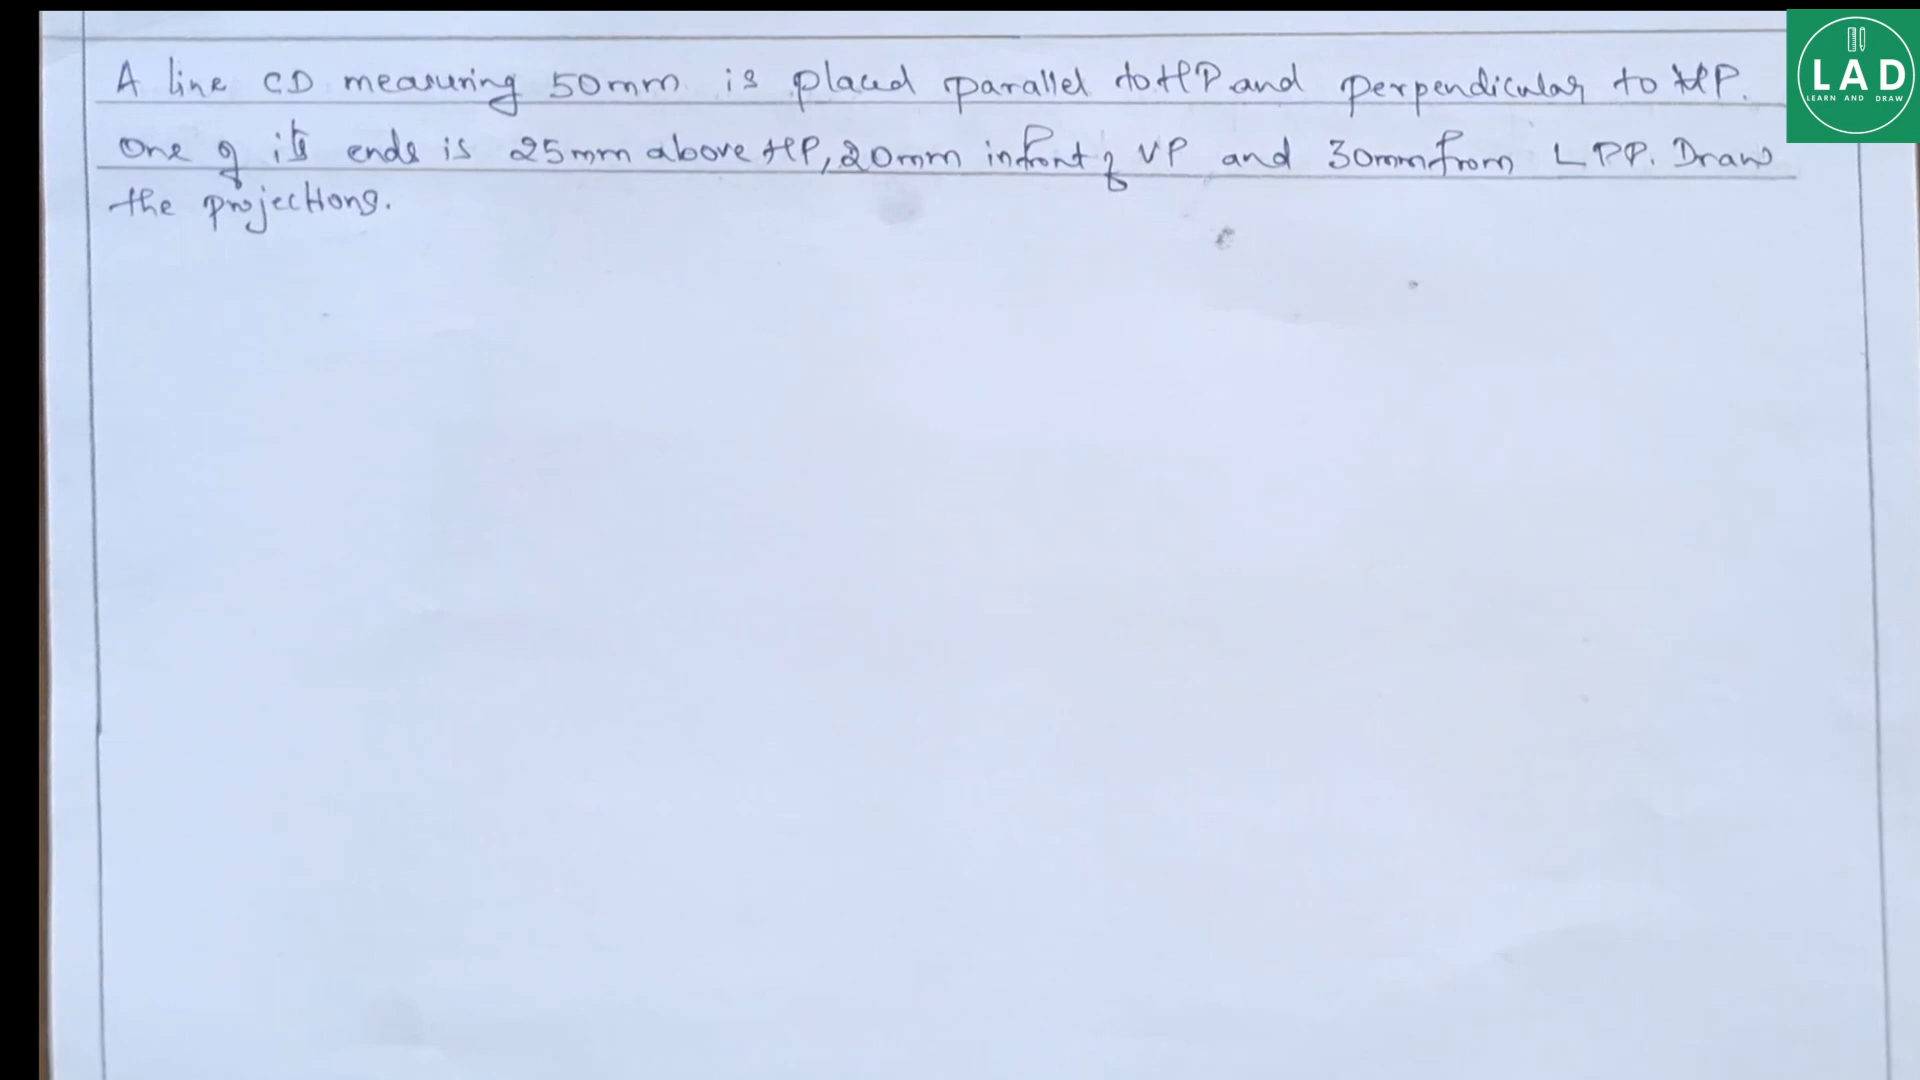 A line CD measuring 50mm is placed parallel to HP and perpendicular to HP.
One of its ends is 25mm above HP, 20mm infront of VP and 30mm from LPP. Draw
the projections.
LAD
LEARN AND DRAW